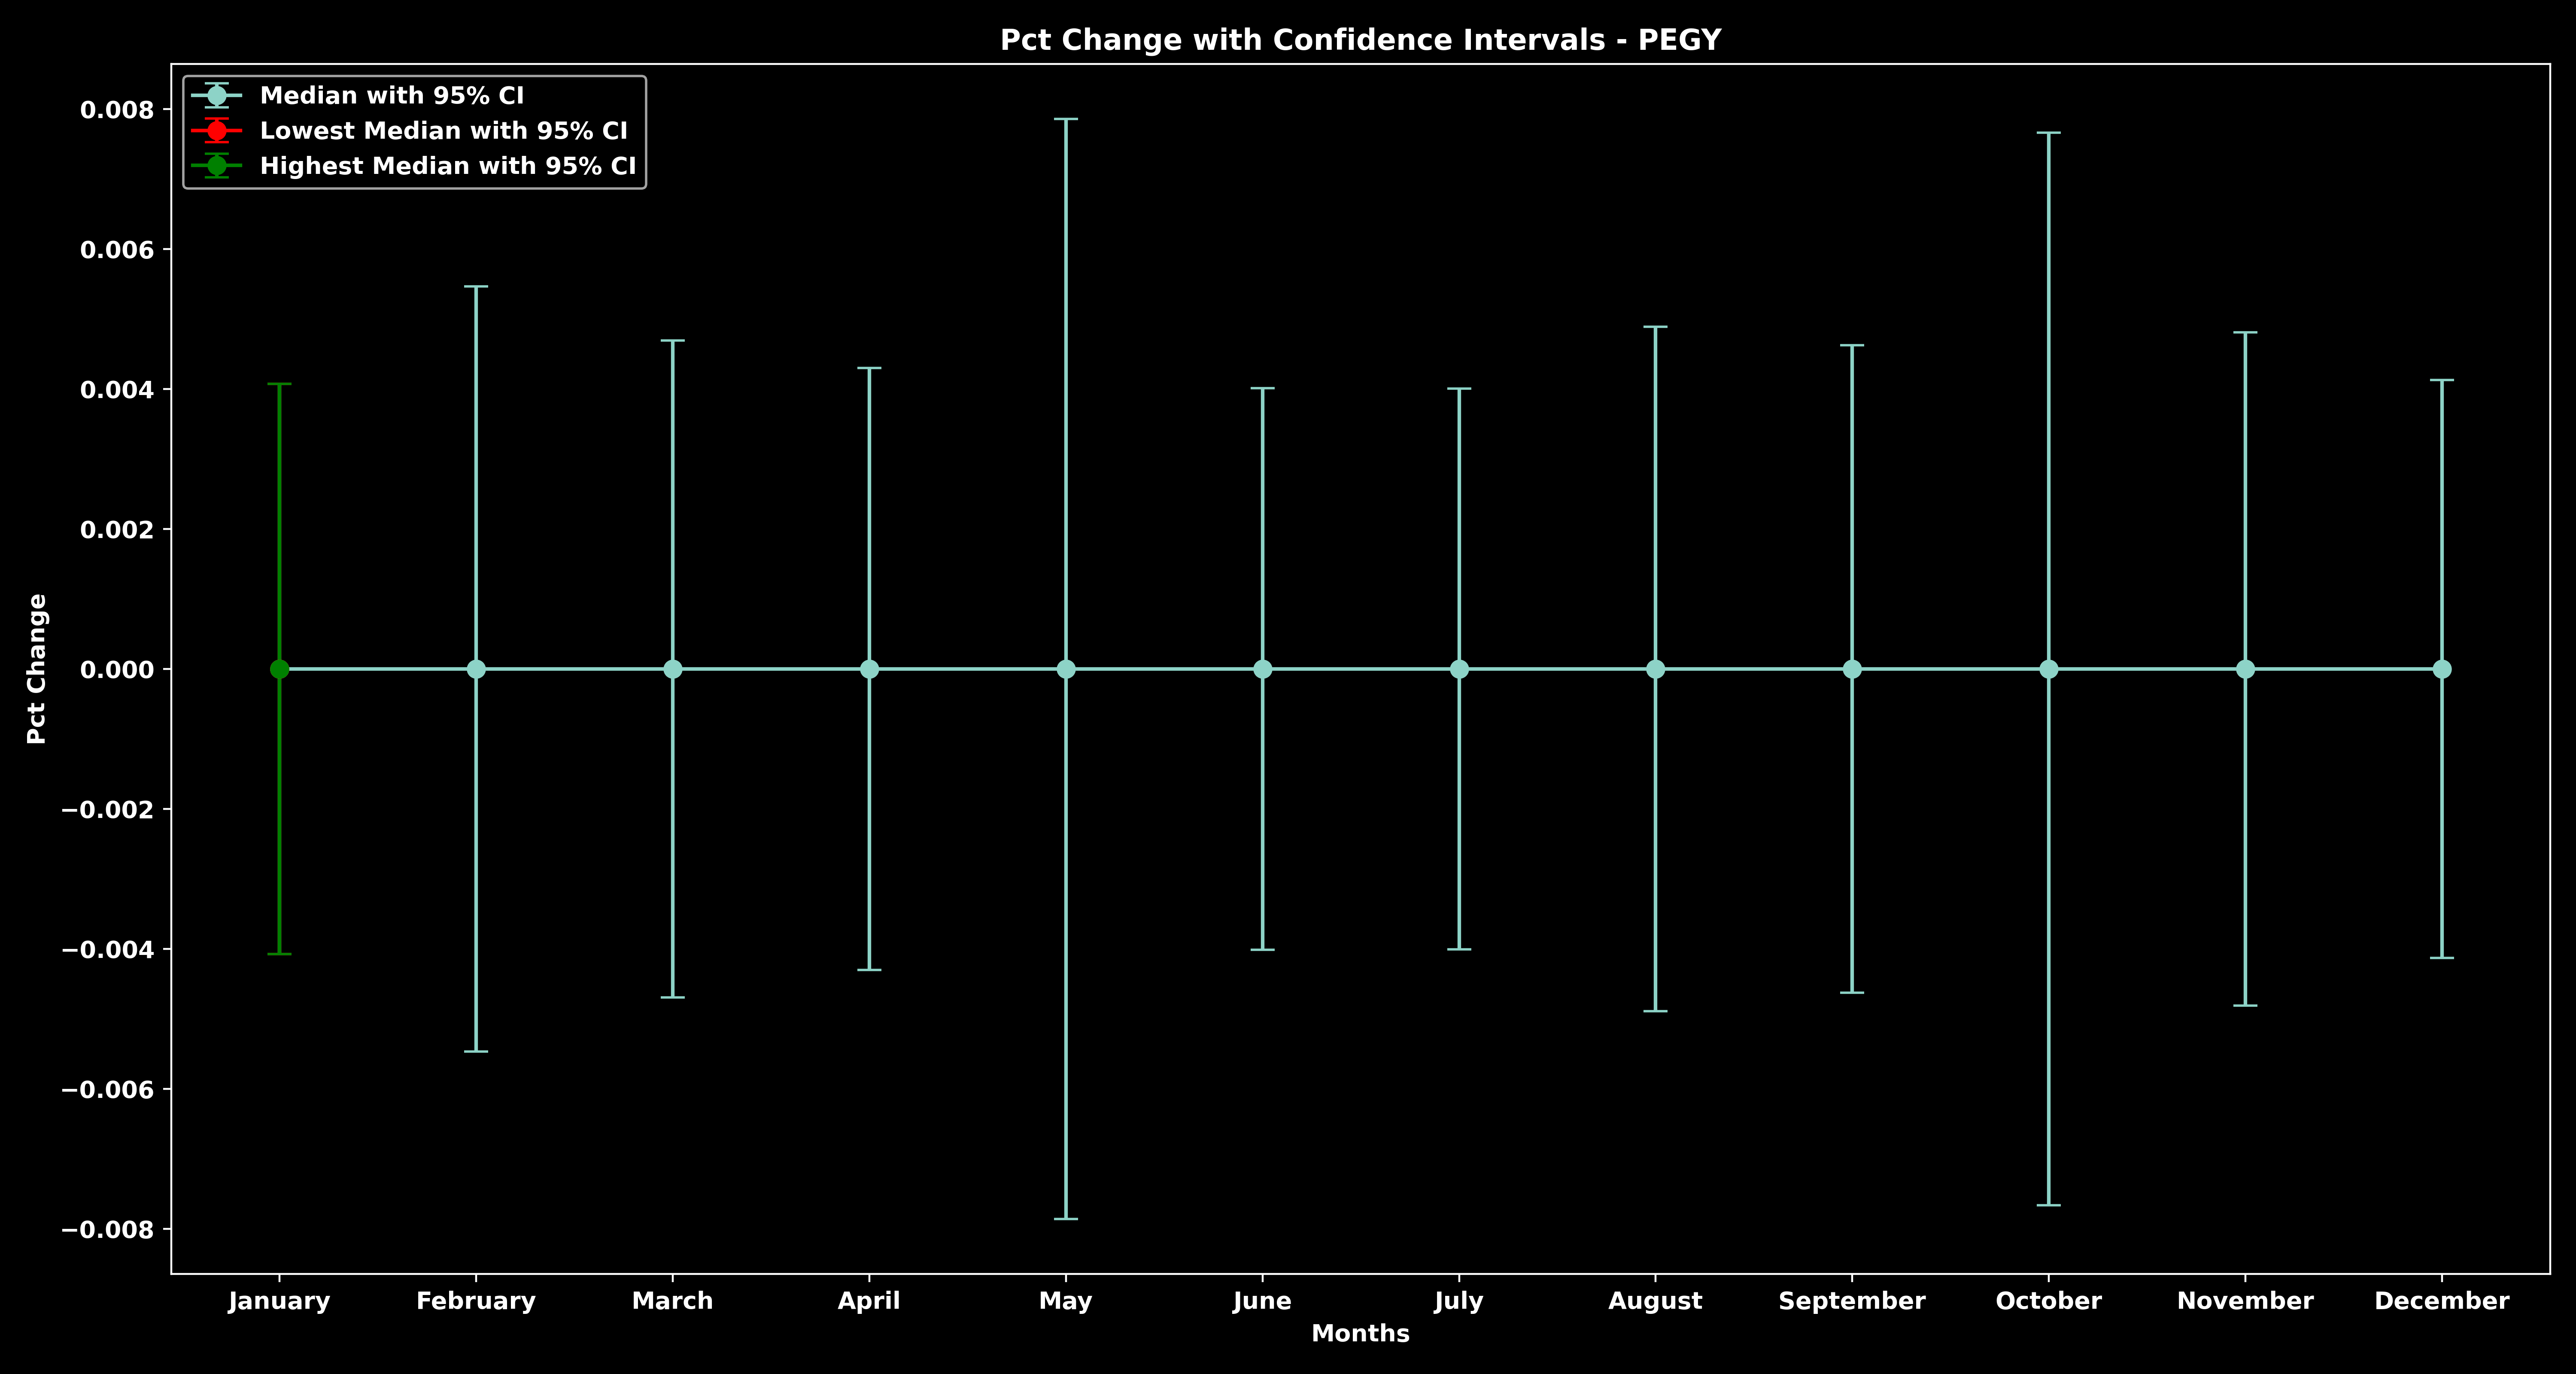 Pct Change with Confidence Intervals - PEGY
Median with 95% CI
Lowest Median with 95% CI
Highest Median with 95% CI
0.008
0.006
0.004
0.002
0.000
−0.002
−0.004
−0.006
−0.008
Pct Change
January February March April May June July August September October November December
Months